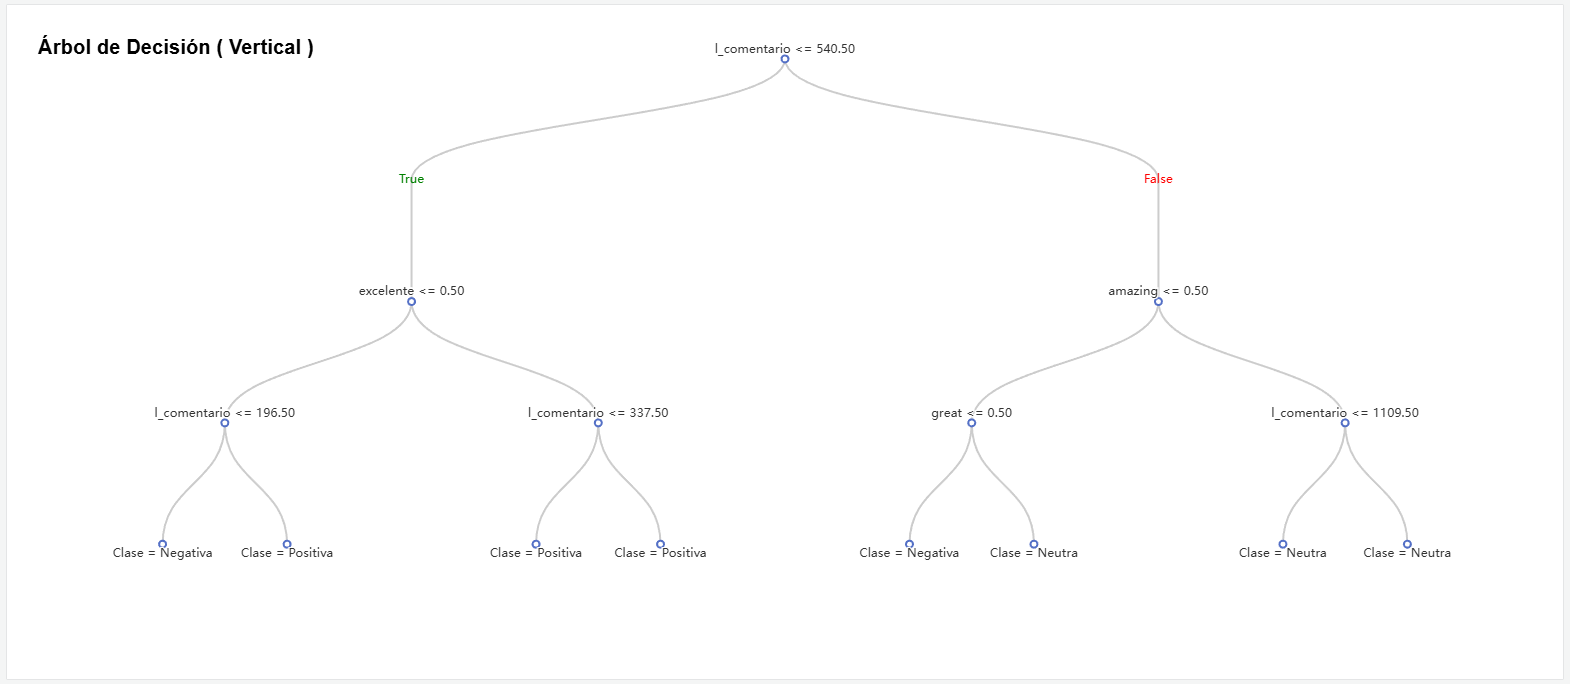 Árbol de Decisión ( Vertical )
l_comentario <= 540.50
True
False
excelente <= 0.50
amazing <= 0.50
l_comentario <= 196.50
l_comentario <= 337.50
great <= 0.50
l_comentario <= 1109.50
Clase = Negativa
Clase = Positiva
Clase = Positiva
Clase = Positiva
Clase = Negativa
Clase = Neutra
Clase = Neutra
Clase = Neutra